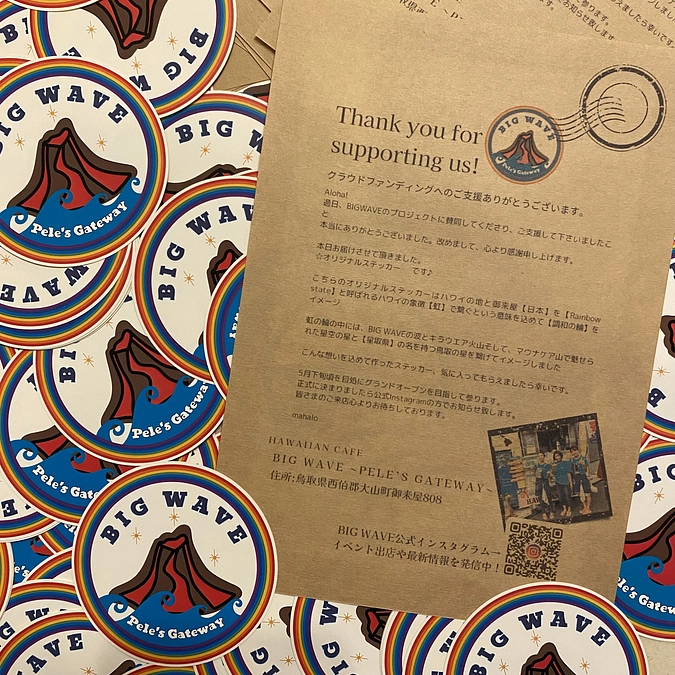 Thank you for
supporting us!
BIG WAVE
Pele's Gateway
クラウドファンディングへのご支援ありがとうございます。
Aloha!
過日、BIGWAVEのプロジェクトに賛同してくださり、ご支援して下さいましたこ
と
本当にありがとうございました。改めまして、心より感謝申し上げます。
本日お届けさせて頂きました。
☆オリジナルステッカー　です♪
こちらのオリジナルステッカーはハワイの地と御来屋【日本】を【Rainbow
state】と呼ばれるハワイの象徴【虹】で繋ぐという意味を込めて【調和の輪】を
イメージ
虹の輪の中には、BIG WAVEの波とキラウエア火山そして、マウナケア山で魅せら
れた星空の星と【星取県】の名を持つ鳥取の星を繋げてイメージしました
こんな想いを込めて作ったステッカー、気に入ってもらえましたら幸いです。
5月下旬頃を目処にグランドオープンを目指して参ります。
正式に決まりましたら公式Instagramの方でお知らせ致します。
皆さまのご来店心よりお待ちしております。
mahalo
HAWAIIAN CAFE
BIG WAVE ~PELE'S GATEWAY~
住所:鳥取県西伯郡大山町御来屋808
BIG WAVE公式インスタグラム→
イベント出店や最新情報を発信中！
BIG WAVE
Pele's Gateway
BIG WAVE
Pele's Gateway
BIG WAVE
Pele's Gateway
BIG WAVE